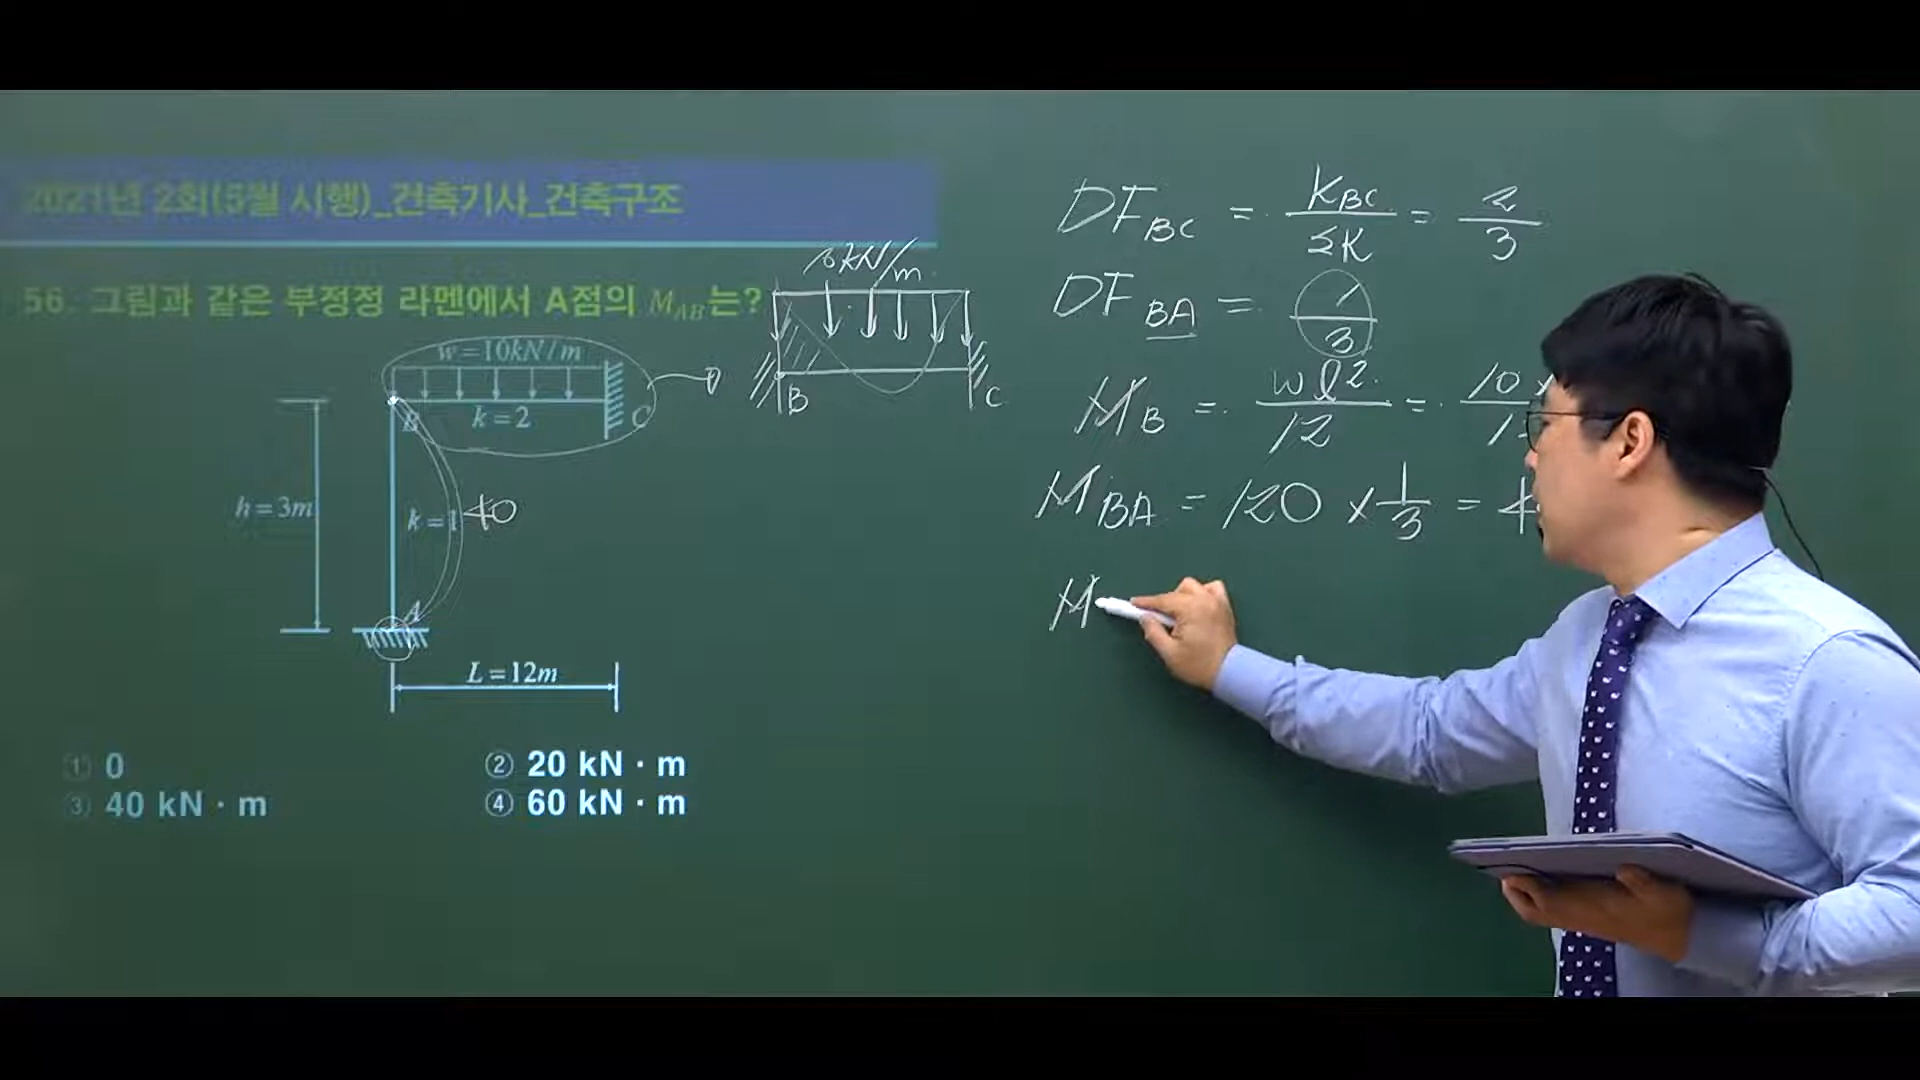 2021년 2회(5월 시행)_건축기사_건축구조
56. 그림과 같은 부정정 라멘에서 A점의 M_AB는?
w=10kN/m
B
k=2
C
h=3m
k=1
40
A
L=12m
① 0
② 20 kN · m
③ 40 kN · m
④ 60 kN · m
10kN/m
B
C
DF_BC = K_BC / ΣK = 2/3
DF_BA = 1/3
M_B = wl²/12 = 10
M_BA = 120 × 1/3 = 4
M